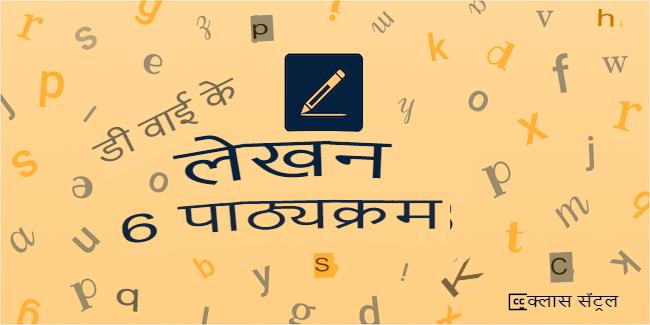 डी वाई के
लेखन
6 पाठ्यक्रम
क्लास सेंट्रल